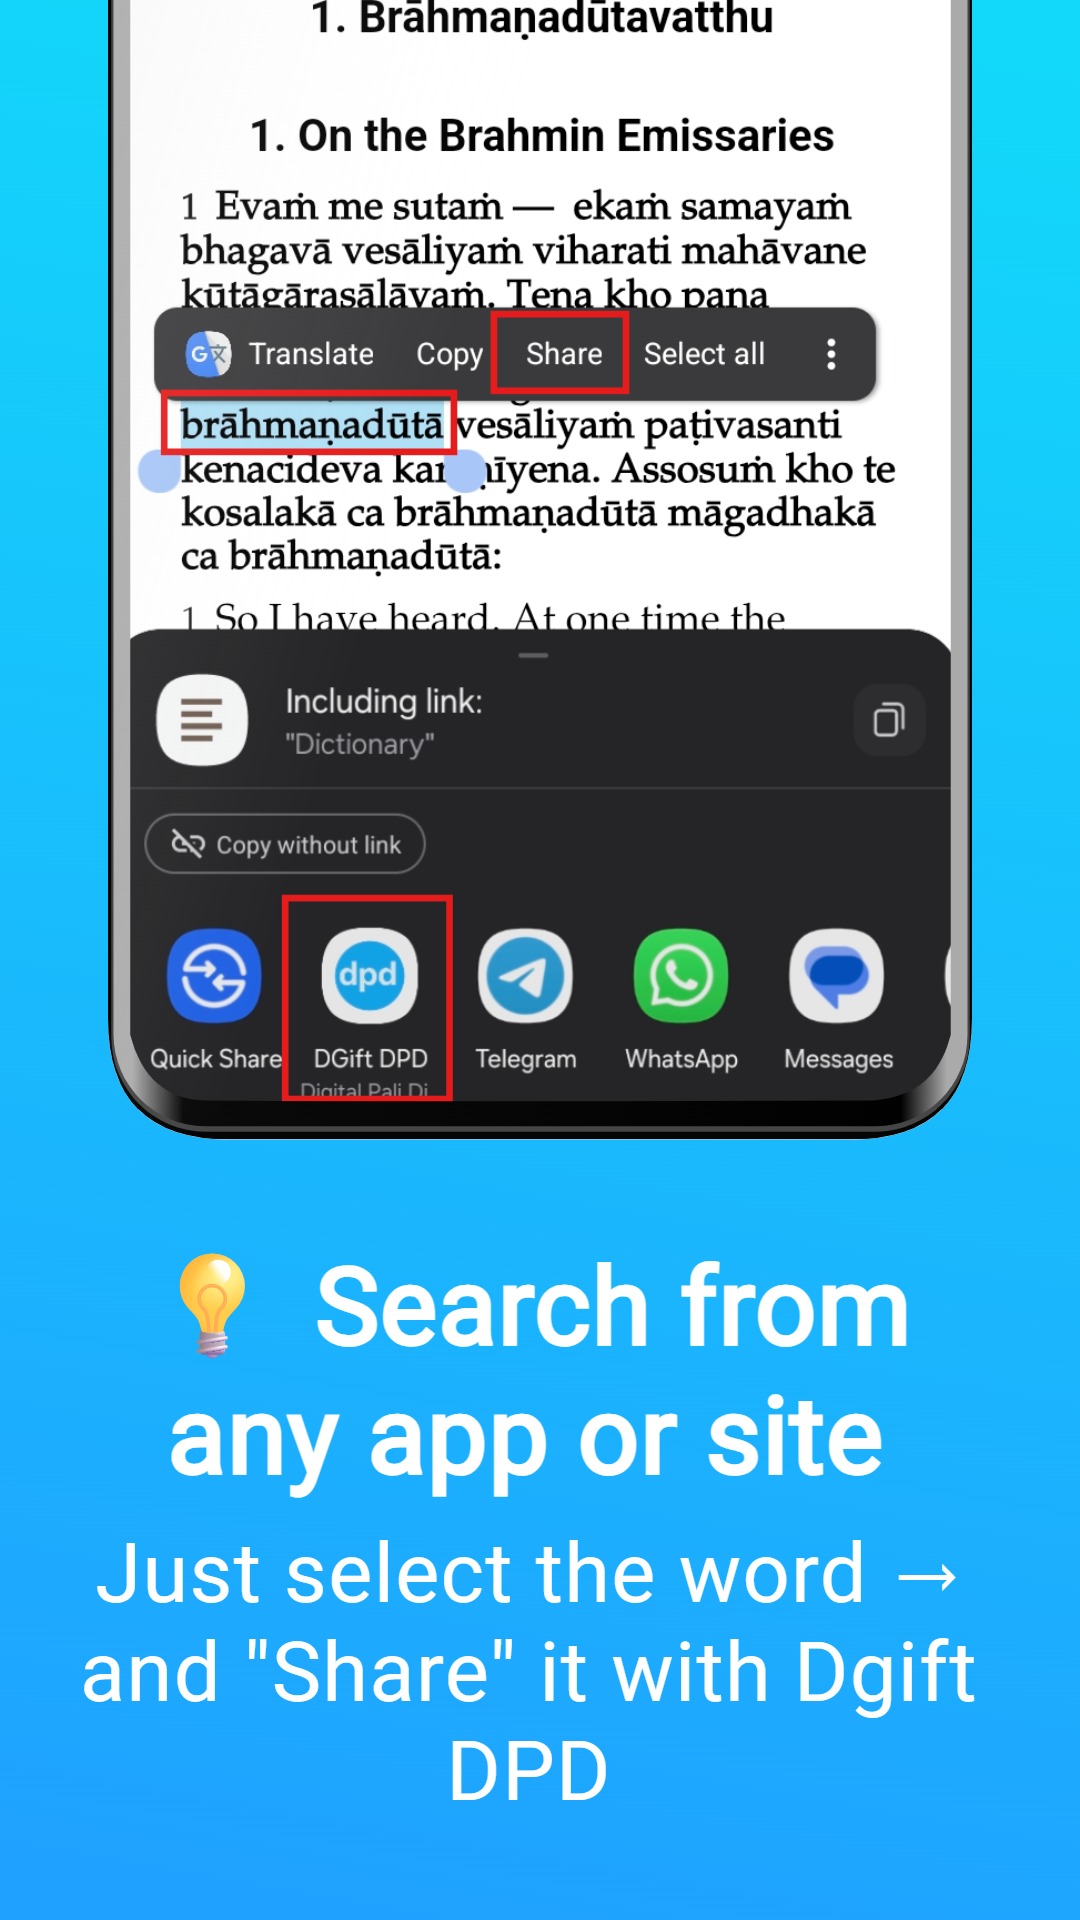 1. Brāhmaṇadūtavatthu
1. On the Brahmin Emissaries
1 Evaṁ me sutaṁ — ekaṁ samayaṁ
bhagavā vesāliyaṁ viharati mahāvane
kūṭāgārasālāyaṁ. Tena kho pana
Translate Copy Share Select all
brāhmaṇadūtā vesāliyaṁ paṭivasanti
kenacideva karaṇīyena. Assosuṁ kho te
kosalakā ca brāhmaṇadūtā māgadhakā
ca brāhmaṇadūtā:
1 So I have heard. At one time the
Including link:
"Dictionary"
Copy without link
dpd
Quick Share DGift DPD Telegram WhatsApp Messages
Digital Pali Di
Search from
any app or site
Just select the word →
and "Share" it with Dgift
DPD